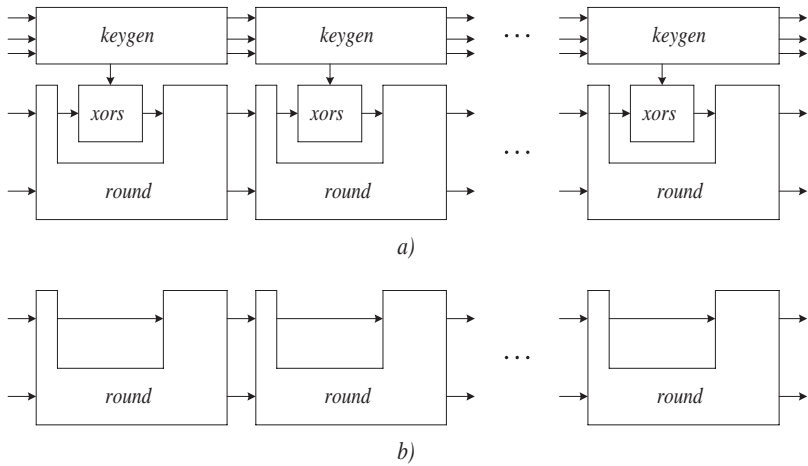 keygen keygen ... keygen
xors xors xors
...
round round round
a)
...
round round round
b)